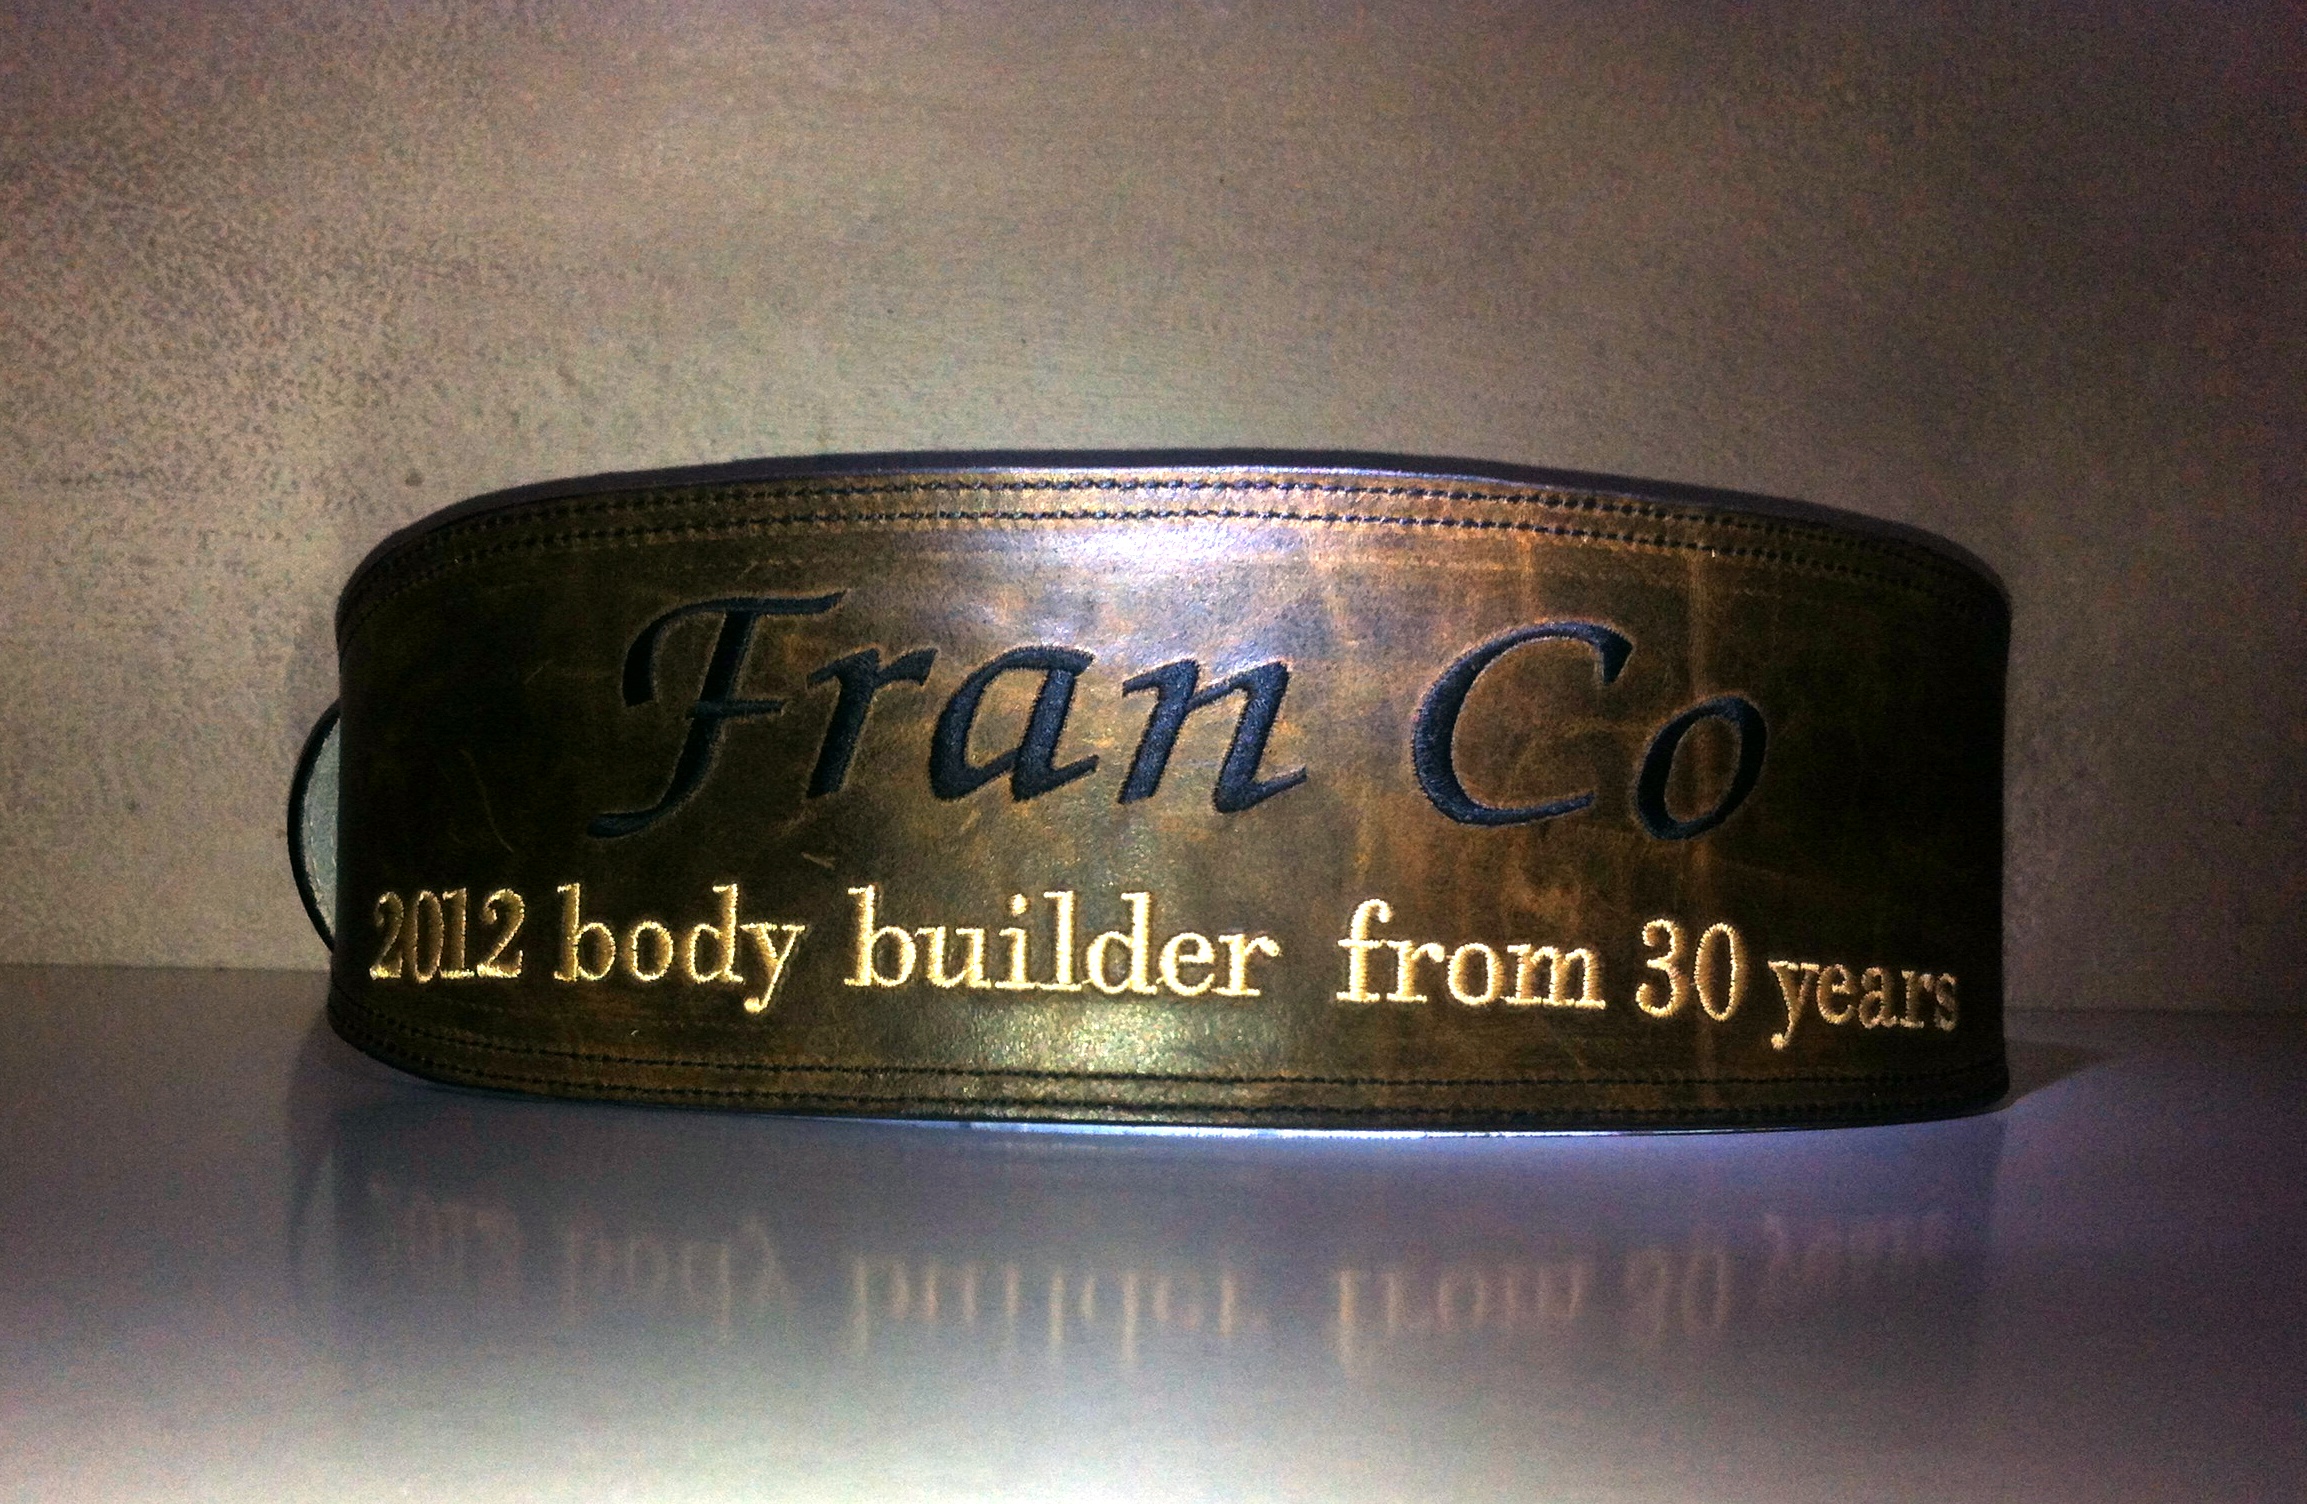 Fran Co
2012 body builder from 30 years